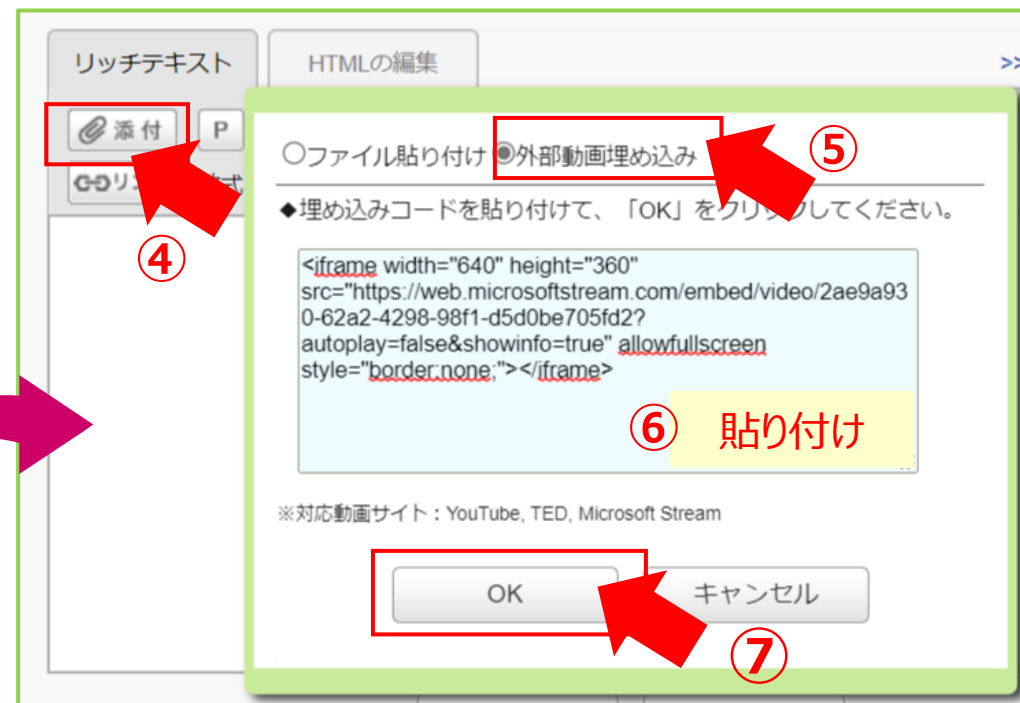 リッチテキスト HTMLの編集 >>
添付 P
④
ファイル貼り付け 外部動画埋め込み ⑤
◆埋め込みコードを貼り付けて、「OK」をクリックしてください。
<iframe width="640" height="360"
src="https://web.microsoftstream.com/embed/video/2ae9a93
0-62a2-4298-98f1-d5d0be705fd2?
autoplay=false&showinfo=true" allowfullscreen
style="border:none;"></iframe>
⑥ 貼り付け
※対応動画サイト：YouTube, TED, Microsoft Stream
OK キャンセル
⑦